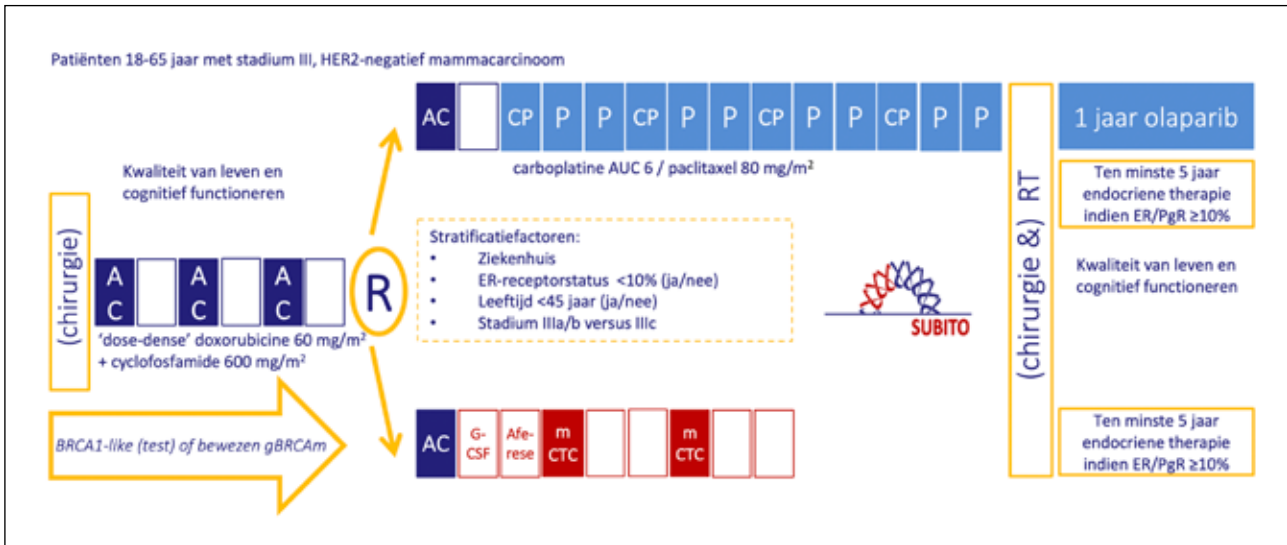 Patiënten 18-65 jaar met stadium III, HER2-negatief mammacarcinoom
AC CP P P CP P P CP P P CP P P
carboplatine AUC 6 / paclitaxel 80 mg/m²
1 jaar olaparib
Ten minste 5 jaar
endocriene therapie
indien ER/PgR ≥10%
Kwaliteit van leven en
cognitief functioneren
(chirurgie)
A
C
A
C
A
C
'dose-dense' doxorubicine 60 mg/m²
+ cyclofosfamide 600 mg/m²
R
Stratificatiefactoren:
• Ziekenhuis
• ER-receptorstatus <10% (ja/nee)
• Leeftijd <45 jaar (ja/nee)
• Stadium IIIa/b versus IIIc
SUBITO
(chirurgie &) RT
Kwaliteit van leven en
cognitief functioneren
BRCA1-like (test) of bewezen gBRCAm
AC
G-
CSF
Afe-
rese
m
CTC
m
CTC
Ten minste 5 jaar
endocriene therapie
indien ER/PgR ≥10%